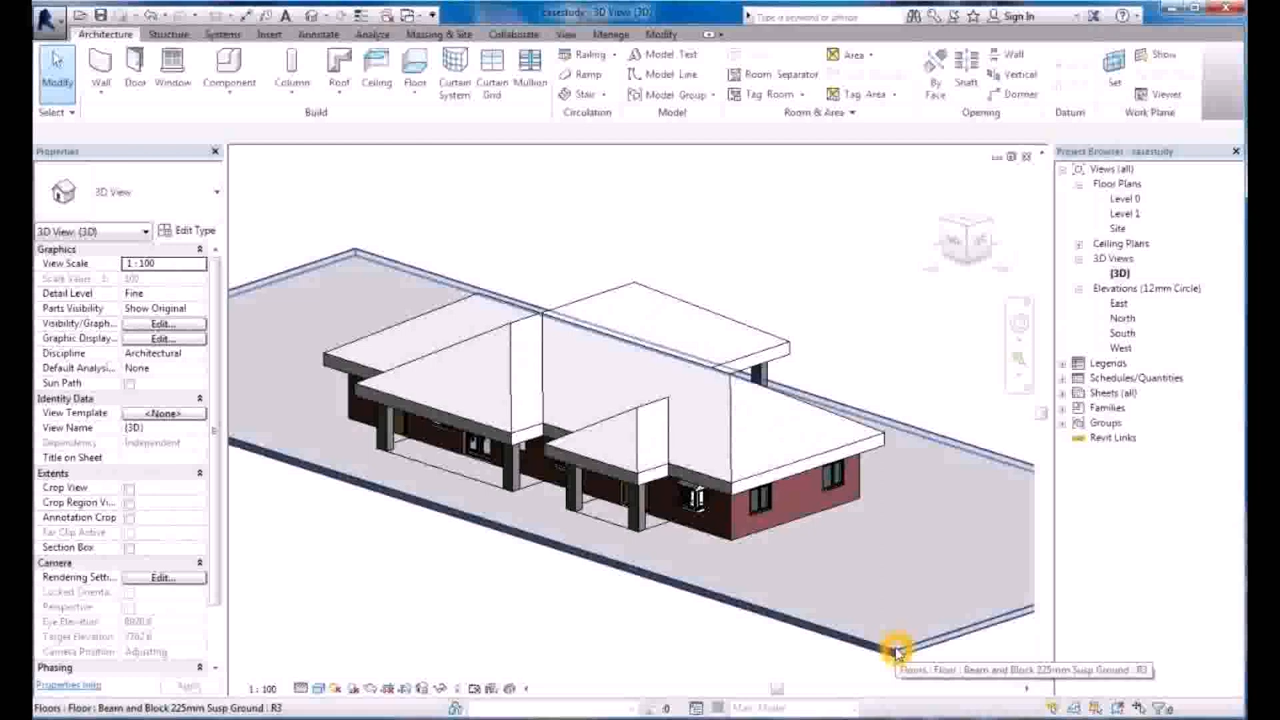 casestudy - 3D View: {3D}
Type a keyword or phrase
Sign In
Architecture Structure Systems Insert Annotate Analyze Massing & Site Collaborate View Manage Modify
Modify
Wall
Door
Window
Component
Column
Roof
Ceiling
Floor
Curtain System
Curtain Grid
Mullion
Railing
Ramp
Stair
Model Text
Model Line
Model Group
Room Separator
Tag Room
Area
Tag Area
By Face
Shaft
Wall
Vertical
Dormer
Set
Show
Viewer
Select
Build
Circulation
Model
Room & Area
Opening
Datum
Work Plane
Properties
3D View
3D View: {3D}
Edit Type
Graphics
View Scale 1 : 100
Scale Value 1: 100
Detail Level Fine
Parts Visibility Show Original
Visibility/Graph... Edit...
Graphic Display... Edit...
Discipline Architectural
Default Analysi... None
Sun Path
Identity Data
View Template <None>
View Name {3D}
Dependency Independent
Title on Sheet
Extents
Crop View
Crop Region Vi...
Annotation Crop
Far Clip Active
Section Box
Camera
Rendering Setti... Edit...
Locked Orienta...
Perspective
Eye Elevation
Target Elevation
Camera Position Adjusting
Phasing
Properties help
Apply
1 : 100
Floors : Floor : Beam and Block 225mm Susp Ground : R3
Project Browser - casestudy
Views (all)
Floor Plans
Level 0
Level 1
Site
Ceiling Plans
3D Views
{3D}
Elevations (12mm Circle)
East
North
South
West
Legends
Schedules/Quantities
Sheets (all)
Families
Groups
Revit Links
Floors : Floor : Beam and Block 225mm Susp Ground : R3
:0
Main Model
:0